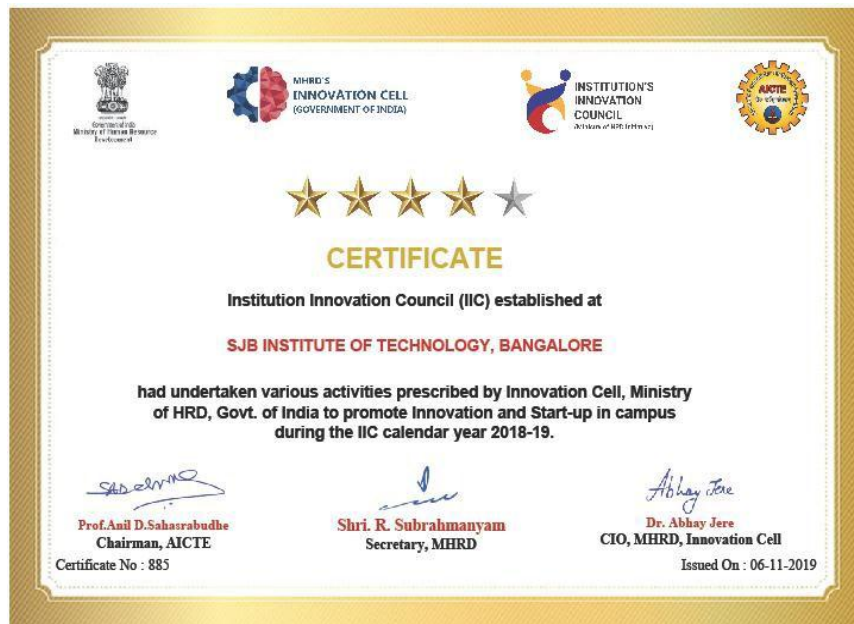 Government of India
Ministry of Human Resource
Development
MHRD'S
INNOVATION CELL
(GOVERNMENT OF INDIA)
INSTITUTION'S
INNOVATION
COUNCIL
(Ministry of HRD Initiative)
AICTE
CERTIFICATE
Institution Innovation Council (IIC) established at
SJB INSTITUTE OF TECHNOLOGY, BANGALORE
had undertaken various activities prescribed by Innovation Cell, Ministry
of HRD, Govt. of India to promote Innovation and Start-up in campus
during the IIC calendar year 2018-19.
Abhay Jere
Prof.Anil D.Sahasrabudhe
Chairman, AICTE
Shri. R. Subrahmanyam
Secretary, MHRD
Dr. Abhay Jere
CIO, MHRD, Innovation Cell
Certificate No : 885
Issued On : 06-11-2019